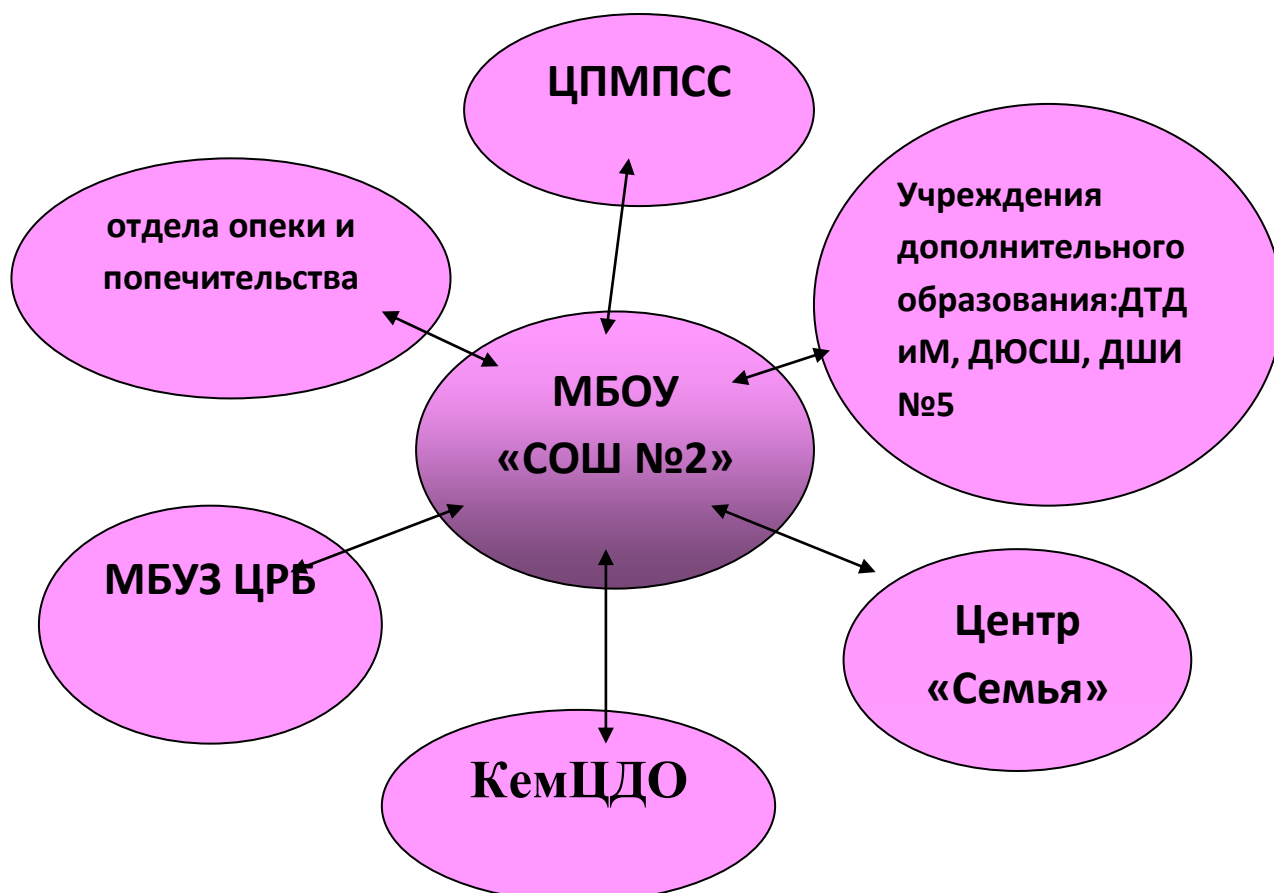 ЦПМПСС
отдела опеки и
попечительства
Учреждения
дополнительного
образования:ДТД
иМ, ДЮСШ, ДШИ
№5
МБОУ
«СОШ №2»
МБУЗ ЦРБ
Центр
«Семья»
КемЦДО